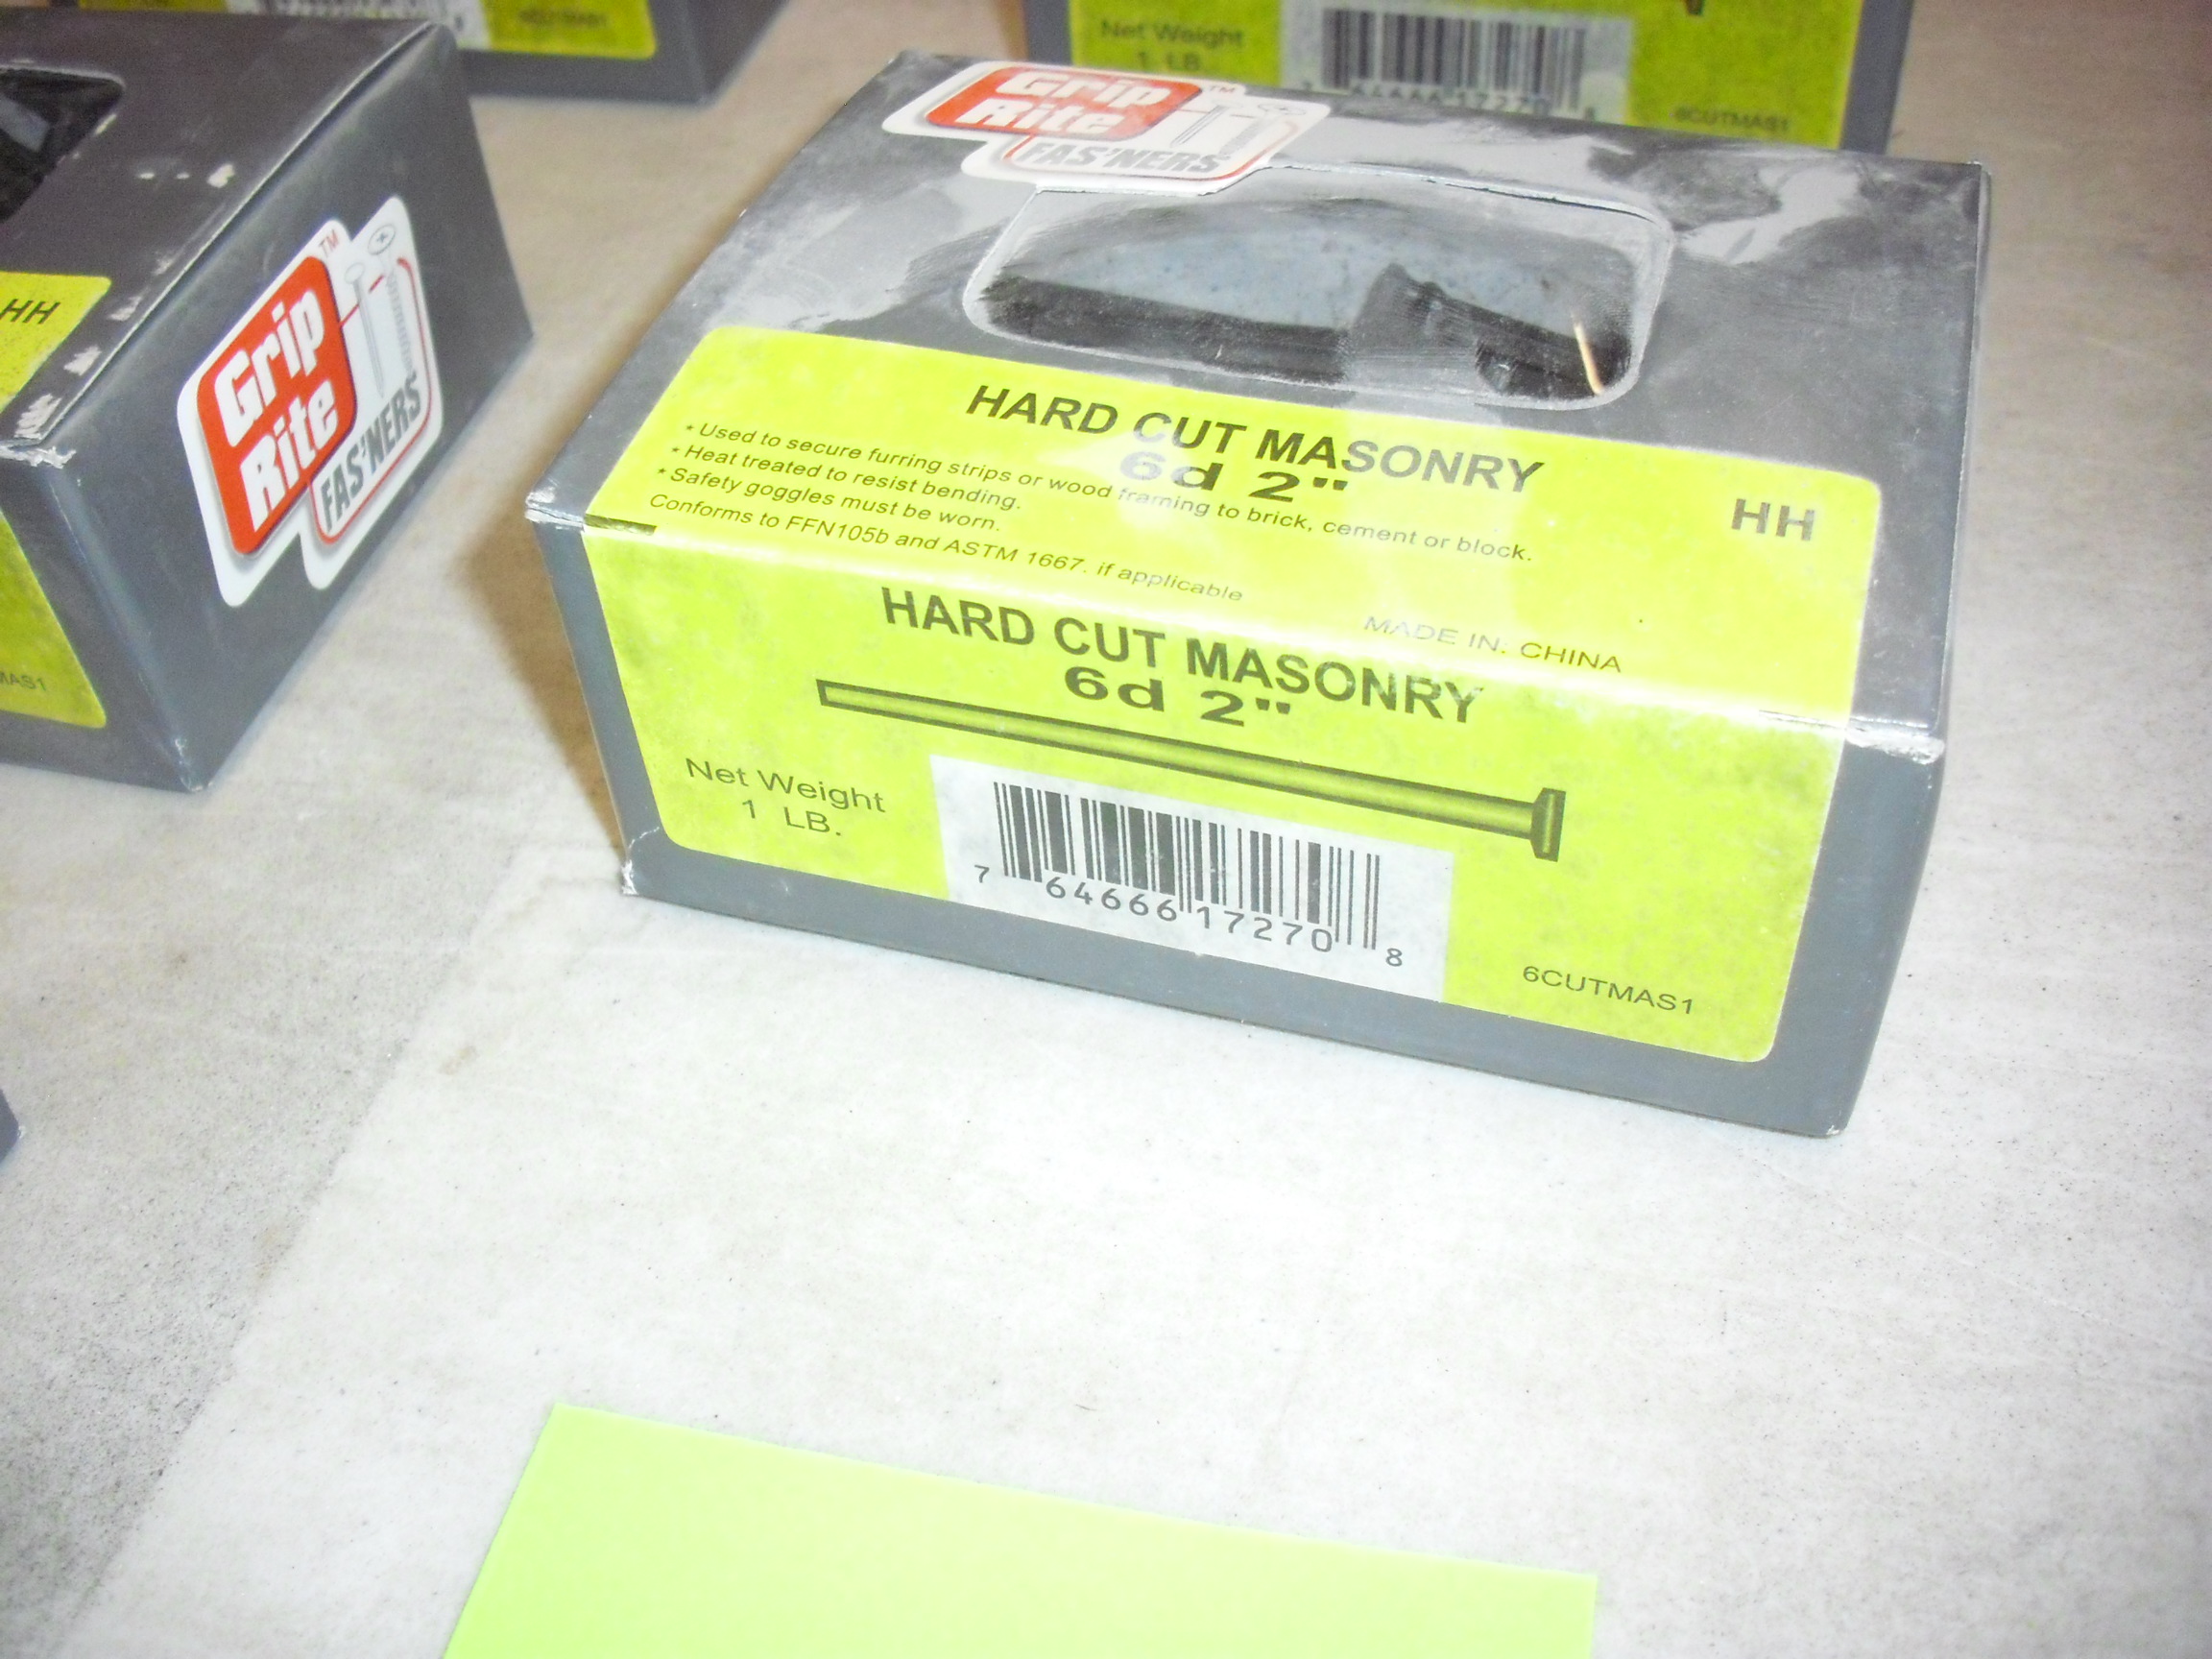 Net Weight
1 LB.
6CUTMAS1
Grip
Rite
FAS'NERS
TM
HH
Grip
Rite
FAS'NERS
TM
MAS1
HARD CUT MASONRY
6d 2"
* Used to secure furring strips or wood framing to brick, cement or block.
* Heat treated to resist bending.
* Safety goggles must be worn.
Conforms to FFN105b and ASTM 1667. if applicable
HH
MADE IN: CHINA
HARD CUT MASONRY
6d 2"
Net Weight
1 LB.
7 64666 17270 8
6CUTMAS1